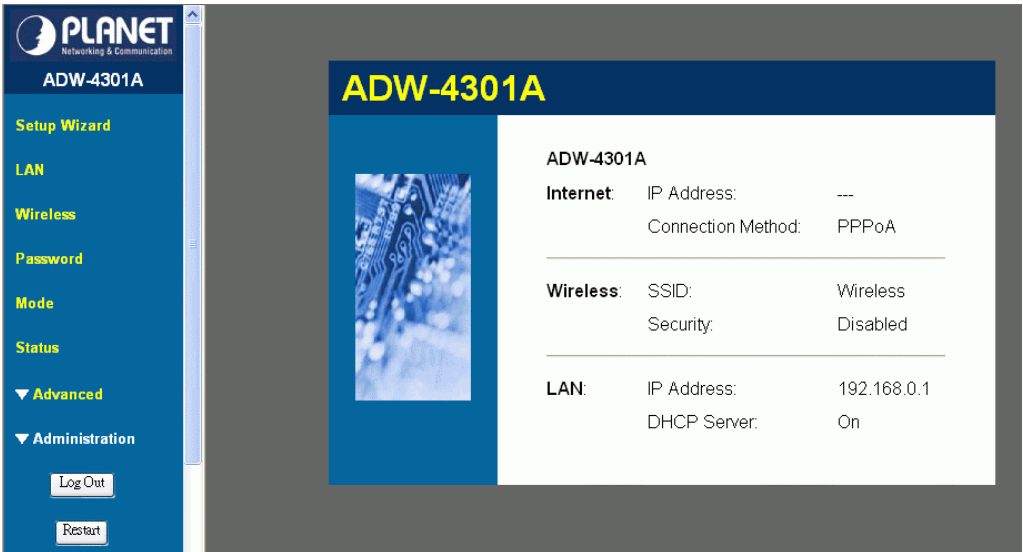 PLANET
Networking & Communication
ADW-4301A
Setup Wizard
LAN
Wireless
Password
Mode
Status
Advanced
Administration
Log Out
Restart
ADW-4301A
ADW-4301A
Internet: IP Address: ---
Connection Method: PPPoA
Wireless: SSID: Wireless
Security: Disabled
LAN: IP Address: 192.168.0.1
DHCP Server: On